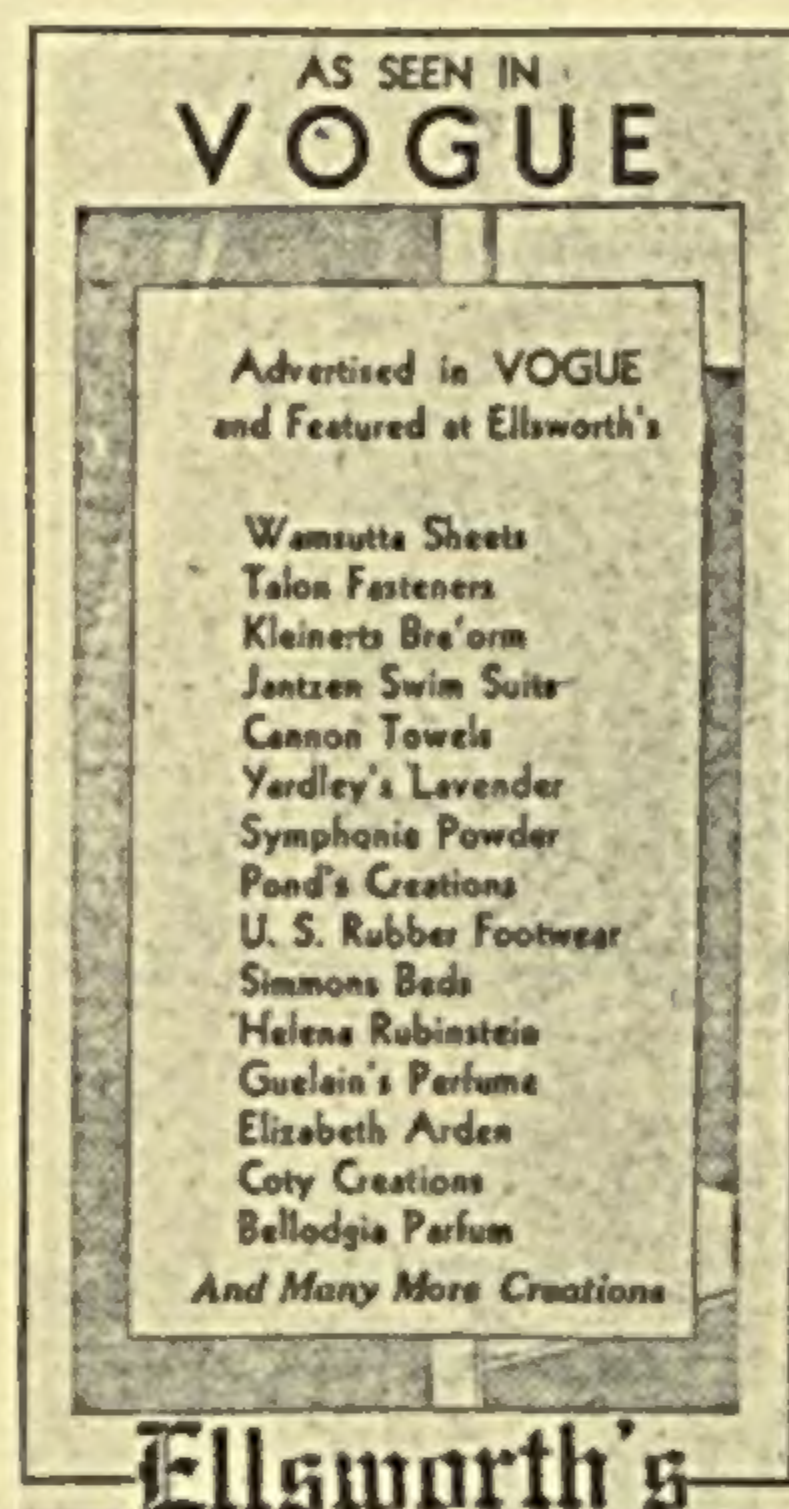 AS SEEN IN
VOGUE
Advertised in VOGUE
and Featured at Ellsworth's
Wamsutta Sheets
Talon Fasteners
Kleinerts Bra'orm
Jantzen Swim Suits
Cannon Towels
Yardley's Lavender
Symphonie Powder
Pond's Creations
U. S. Rubber Footwear
Simmons Beds
Helena Rubinstein
Guelain's Perfume
Elizabeth Arden
Coty Creations
Bellodgia Parfum
And Many More Creations
Ellsworth's